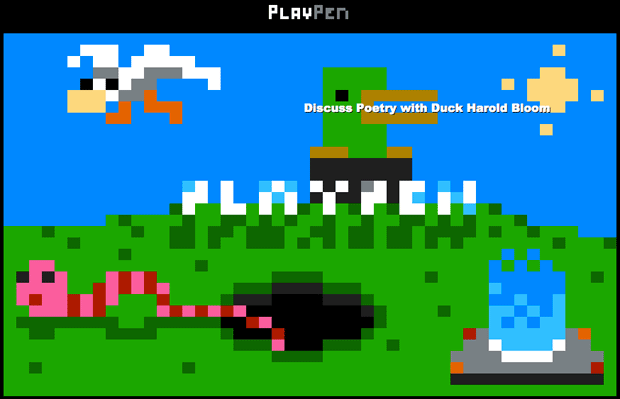 PlayPen
Discuss Poetry with Duck Harold Bloom
PLAYPEN!